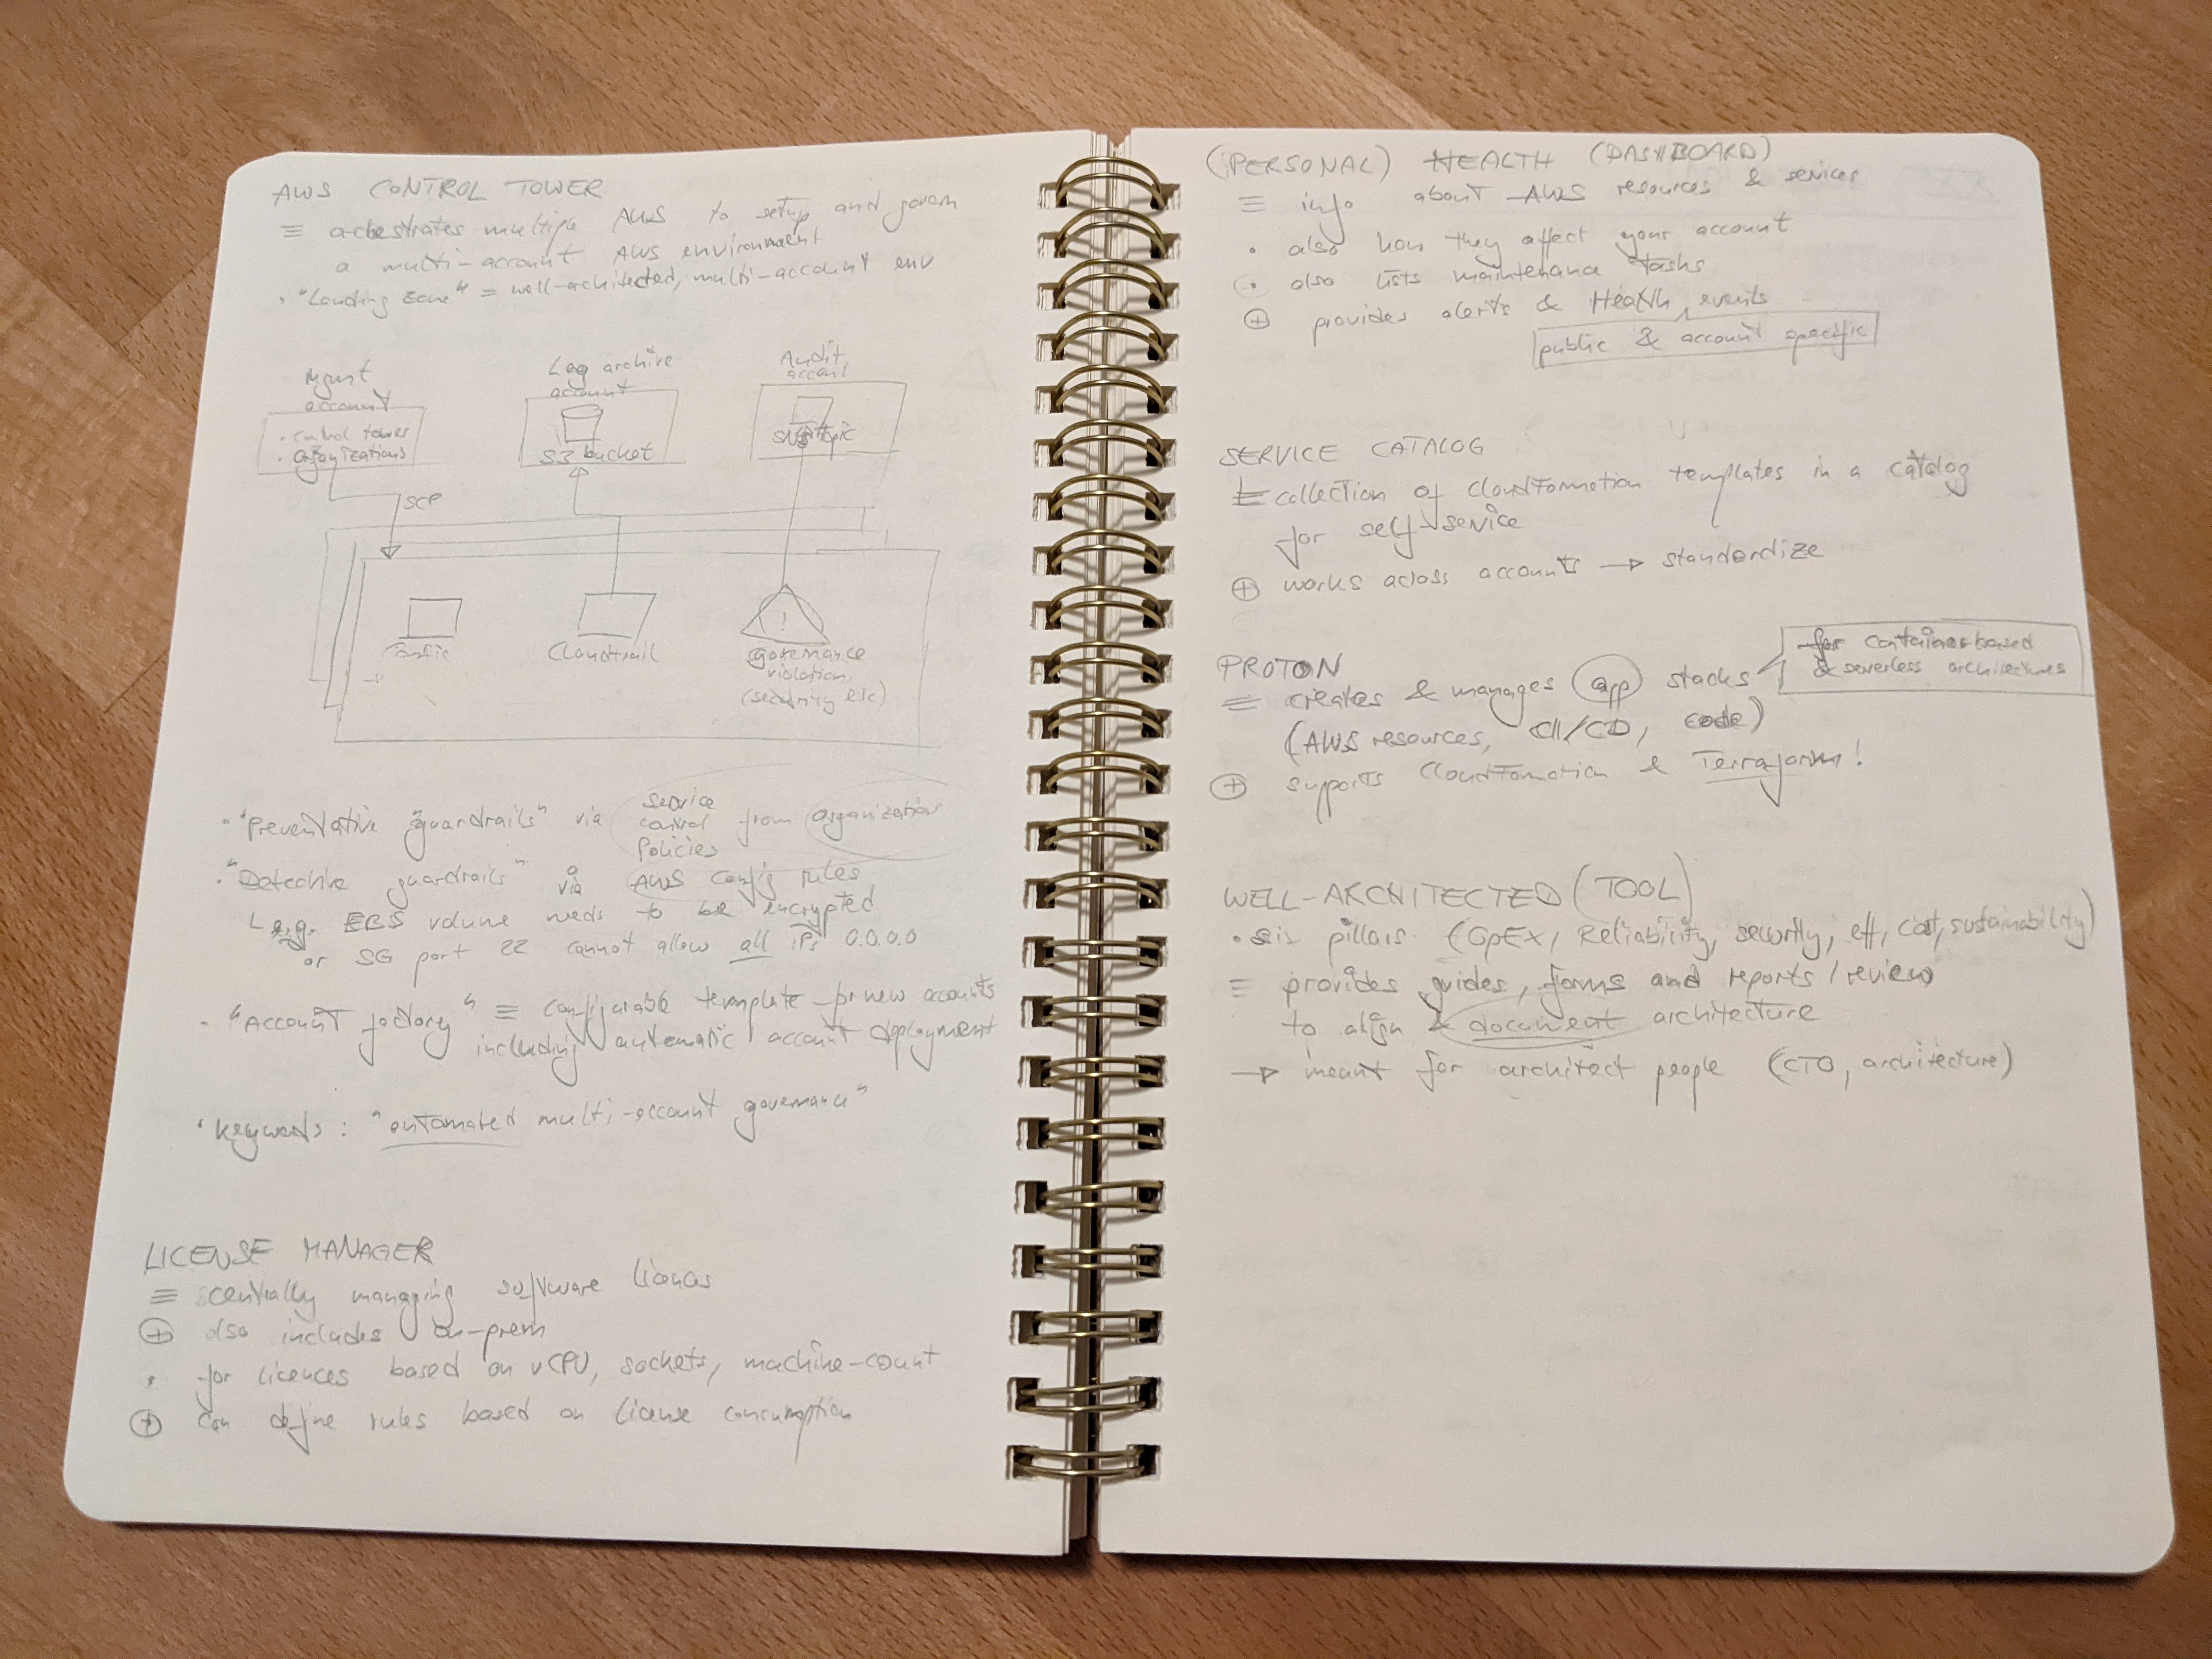 AWS CONTROL TOWER
≡ orchestrates multiple AWS to setup and govern
a multi-account AWS environment
• "Landing zone" = well-architected, multi-account env
Mgmt
account
• Control tower
• Organizations
Log archive
account
S3 bucket
Audit
account
SNS topic
SCP
Config
Cloudtrail
!
governance
violation
(security etc)
• "Preventative guardrails" via
service
control
Policies
from organizations
• "Detective guardrails" via AWS config rules
e.g. EBS volume needs to be encrypted
or SG port 22 cannot allow all IPs 0.0.0.0
• "Account factory" ≡ configurable template for new accounts
including automatic account deployment
• Keywords: "automated multi-account governance"
LICENSE MANAGER
≡ centrally managing software licences
⊕ also includes on-prem
• for licences based on vCPU, sockets, machine-count
⊕ can define rules based on license consumption
(PERSONAL) HEALTH (DASHBOARD)
≡ info about AWS resources & services
• also how they affect your account
• also lists maintenance tasks
⊕ provides alerts & Health events
public & account specific
SERVICE CATALOG
≡ collection of CloudFormation templates in a catalog
for self-service
⊕ works across accounts → standardize
PROTON
≡ creates & manages app stacks
for container-based
& serverless architectures
(AWS resources, CI/CD, code)
⊕ supports CloudFormation & Terraform!
WELL-ARCHITECTED (TOOL)
• six pillars (OpEx, Reliability, security, eff, cost, sustainability)
≡ provides guides, forms and reports/review
to align & document architecture
→ meant for architect people (CTO, architecture)